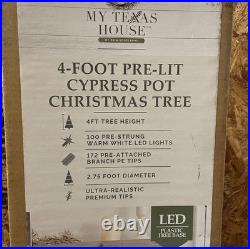 MY TEXAS
HOUSE
4-FOOT PRE-LIT
CYPRESS POT
CHRISTMAS TREE
4FT TREE HEIGHT
100 PRE-STRUNG
WARM WHITE LED LIGHTS
172 PRE-ATTACHED
BRANCH PE TIPS
2.75 FOOT DIAMETER
ULTRA-REALISTIC
PREMIUM TIPS
LED
PLASTIC
TREE BASE